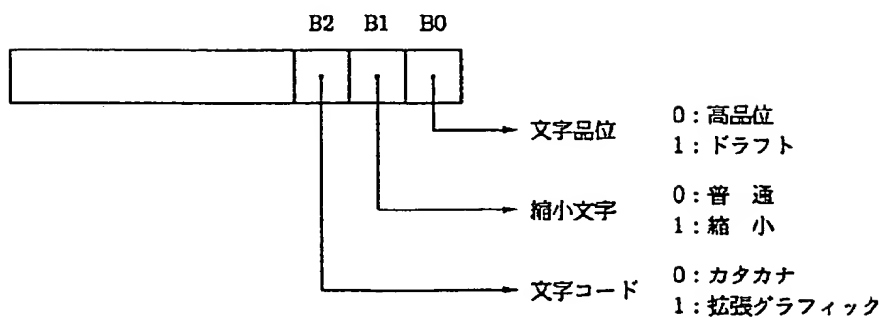 B2 B1 B0
文字品位 0:高品位
1:ドラフト
縮小文字 0:普 通
1:縮 小
文字コード 0:カタカナ
1:拡張グラフィック